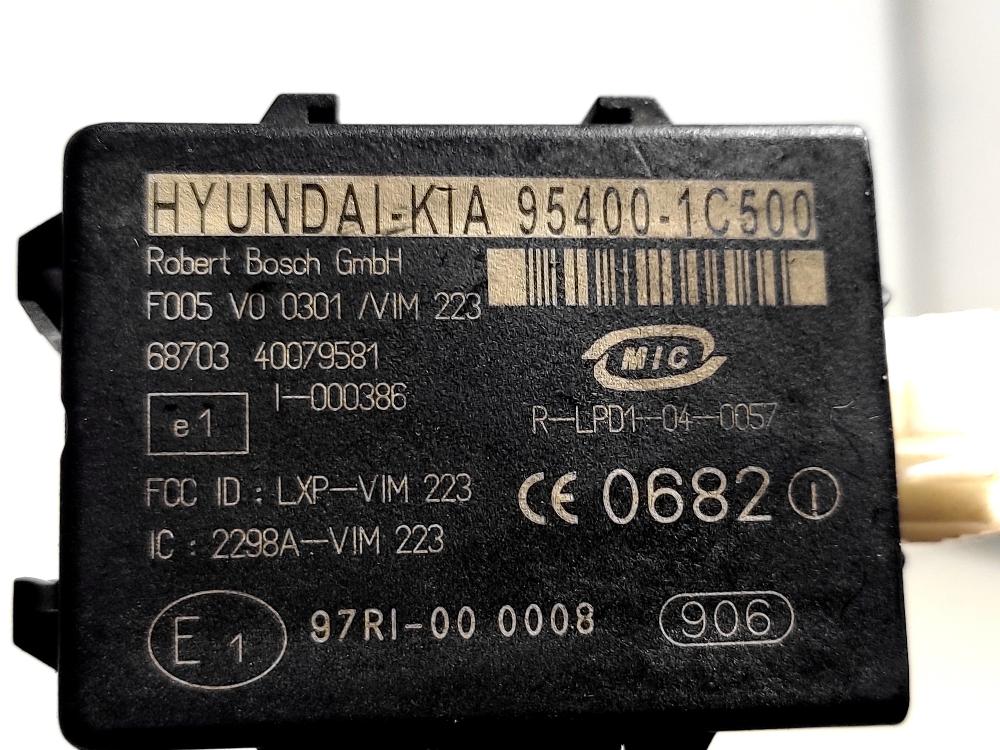 HYUNDAI-KIA 95400-1C500
Robert Bosch GmbH
F005 V0 0301 /VIM 223
68703 40079581
I-000386
MIC
R-LPD1-04-0057
e1
FCC ID : LXP-VIM 223
IC : 2298A-VIM 223
CE 0682 !
E1
97RI-00 0008
906